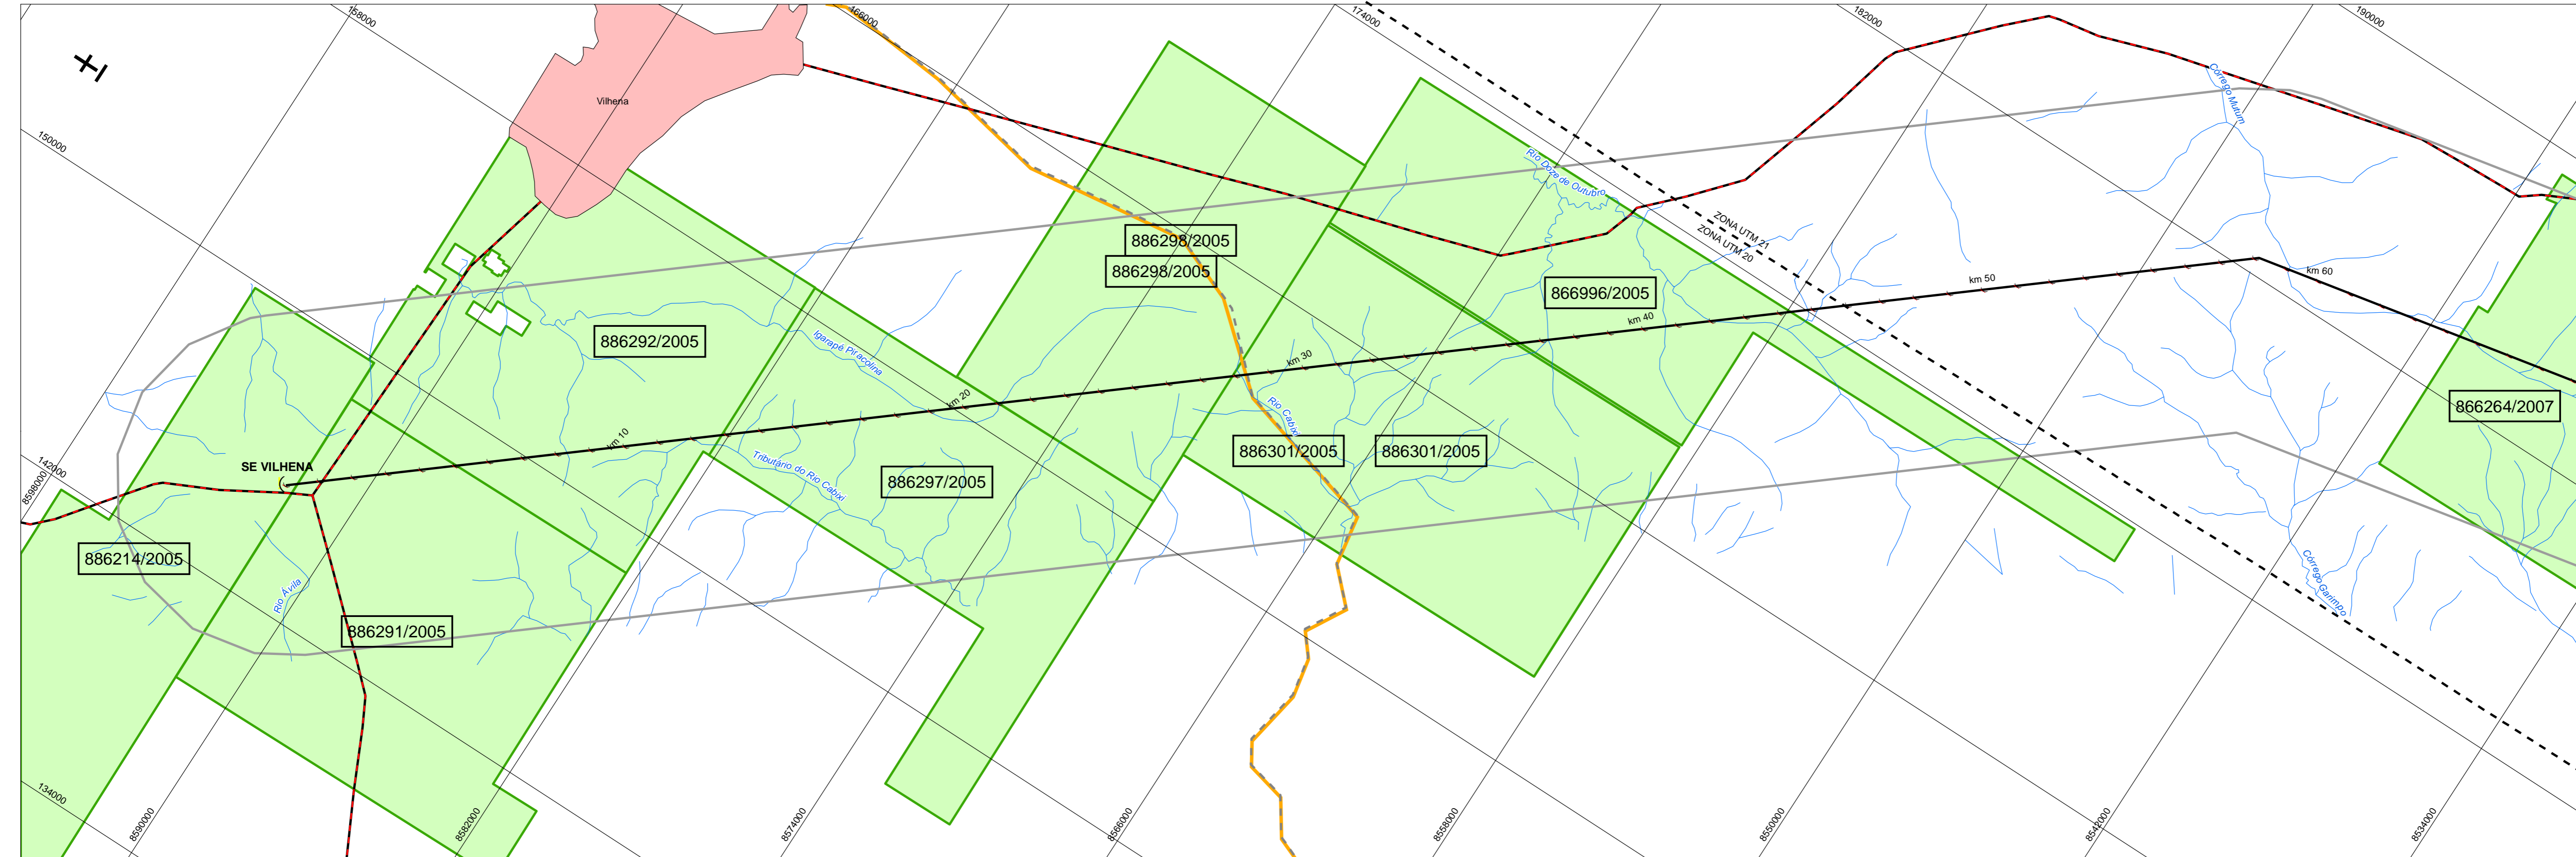 158000
166000
174000
182000
190000
Córrego Mutum
Vilhena
150000
Rio Doze de Outubro
ZONA UTM 21
ZONA UTM 20
886298/2005
886298/2005
866996/2005
km 50
km 60
km 40
886292/2005
Igarapé Piracolina
km 30
km 20
866264/2007
Rio Cabixi
km 10
886301/2005
886301/2005
SE VILHENA
142000
8598000
Tributário do Rio Cabixi
886297/2005
886214/2005
Rio Ávila
Córrego Garimpo
886291/2005
134000
8590000
8582000
8574000
8566000
8558000
8550000
8542000
8534000